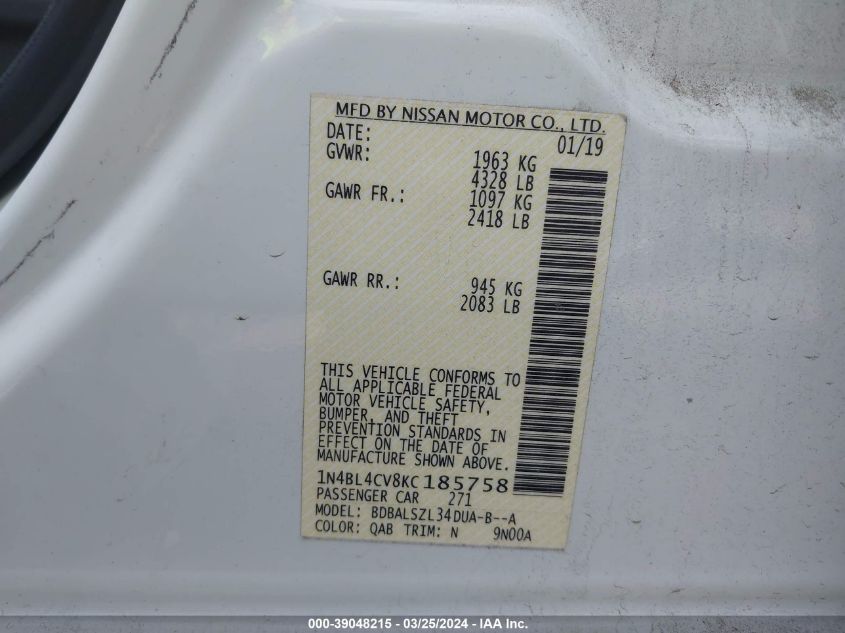 MFD BY NISSAN MOTOR CO., LTD.
DATE: 01/19
GVWR: 1963 KG
4328 LB
GAWR FR.: 1097 KG
2418 LB
GAWR RR.: 945 KG
2083 LB
THIS VEHICLE CONFORMS TO
ALL APPLICABLE FEDERAL
MOTOR VEHICLE SAFETY,
BUMPER, AND THEFT
PREVENTION STANDARDS IN
EFFECT ON THE DATE OF
MANUFACTURE SHOWN ABOVE.
1N4BL4CV8KC185758
PASSENGER CAR 271
MODEL: BDBALSZL34DUA-B--A
COLOR: QAB TRIM: N 9N00A
000-39048215 - 03/25/2024 - IAA Inc.